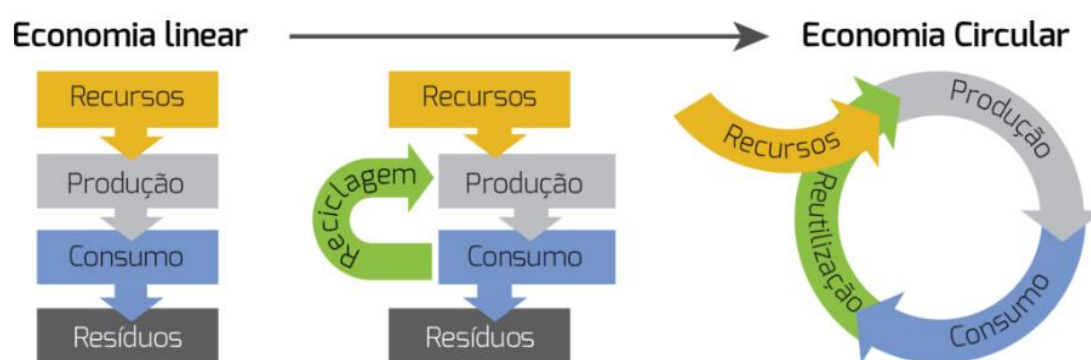 Economia linear
Economia Circular
Recursos
Produção
Consumo
Resíduos
Recursos
Reciclagem
Produção
Consumo
Resíduos
Recursos
Produção
Consumo
Reutilização